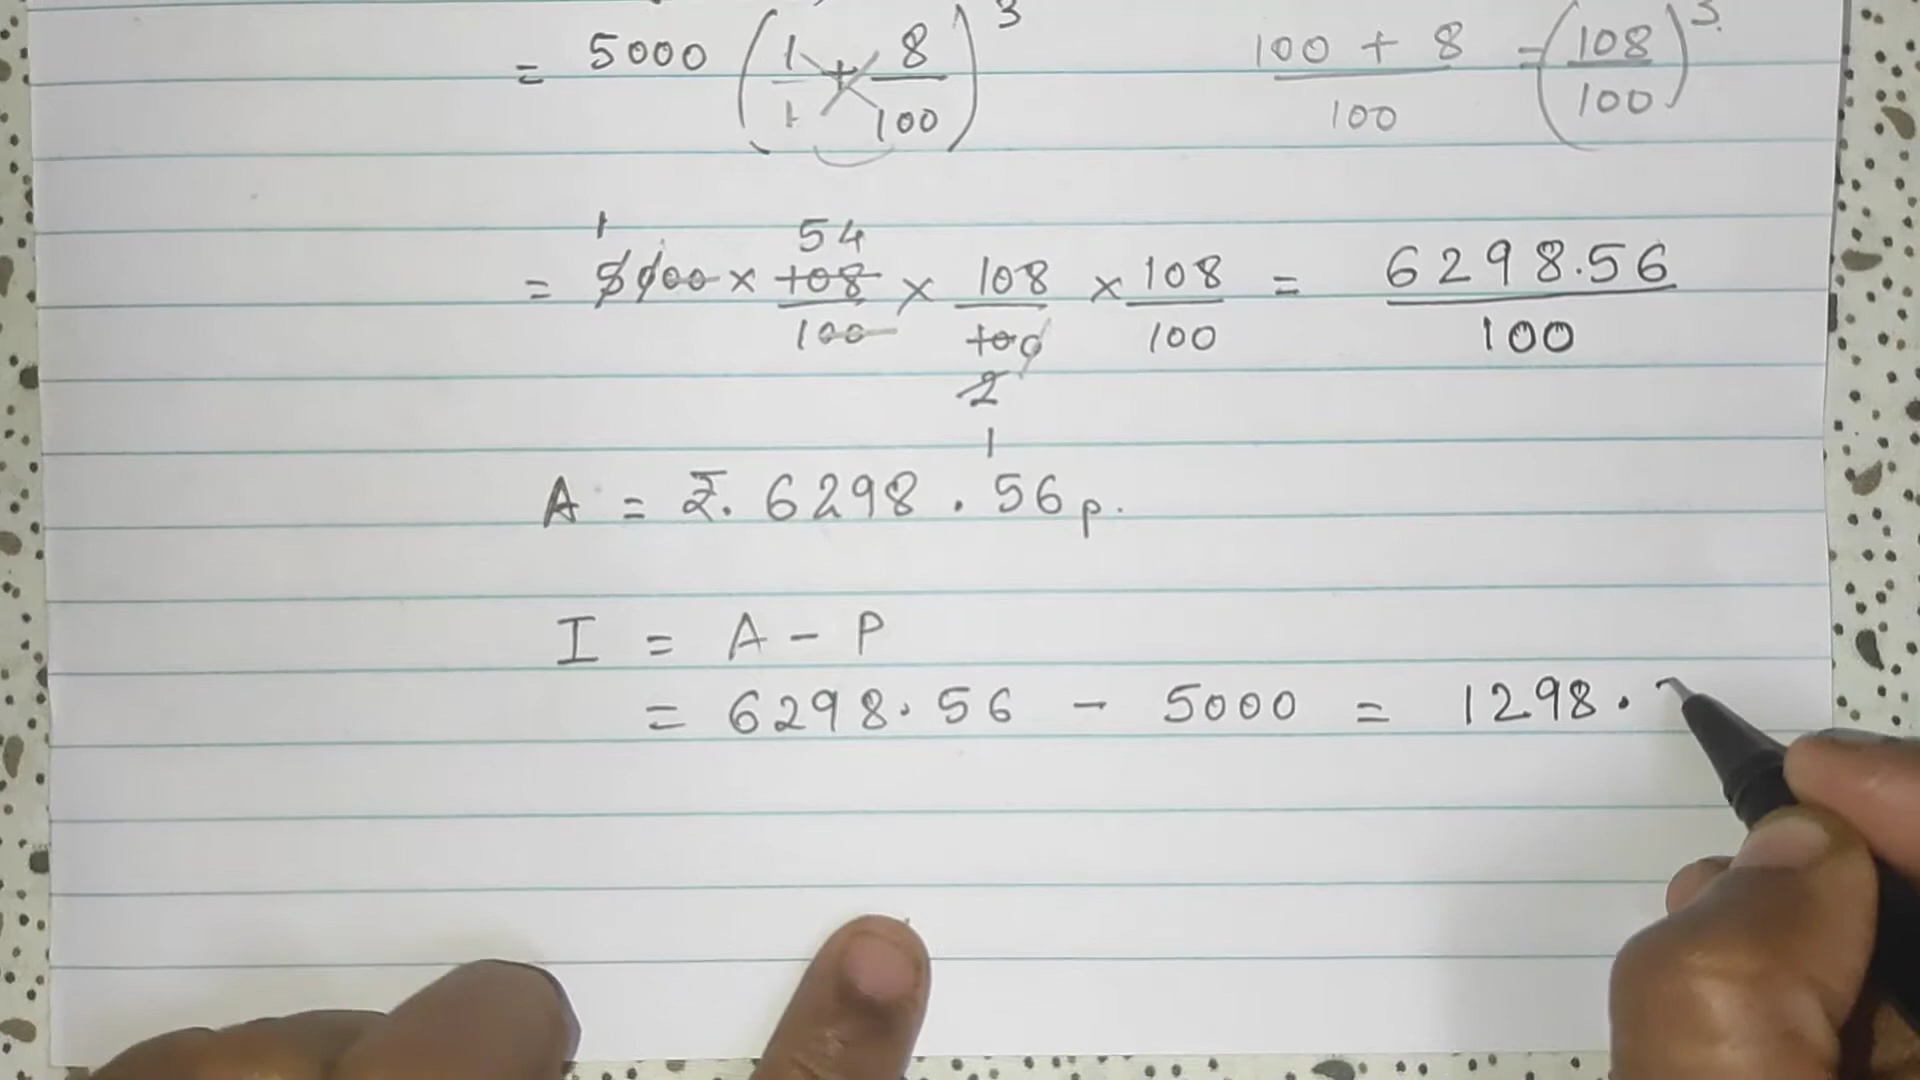 = 5000 (1/1 + 8/100)³ 100 + 8/100 = (108/100)³
1 54
= 5000 × 108/100 × 108/100 × 108/100 = 6298.56/100
2
1
A = ₹. 6298 . 56 p.
I = A - P
= 6298.56 - 5000 = 1298.